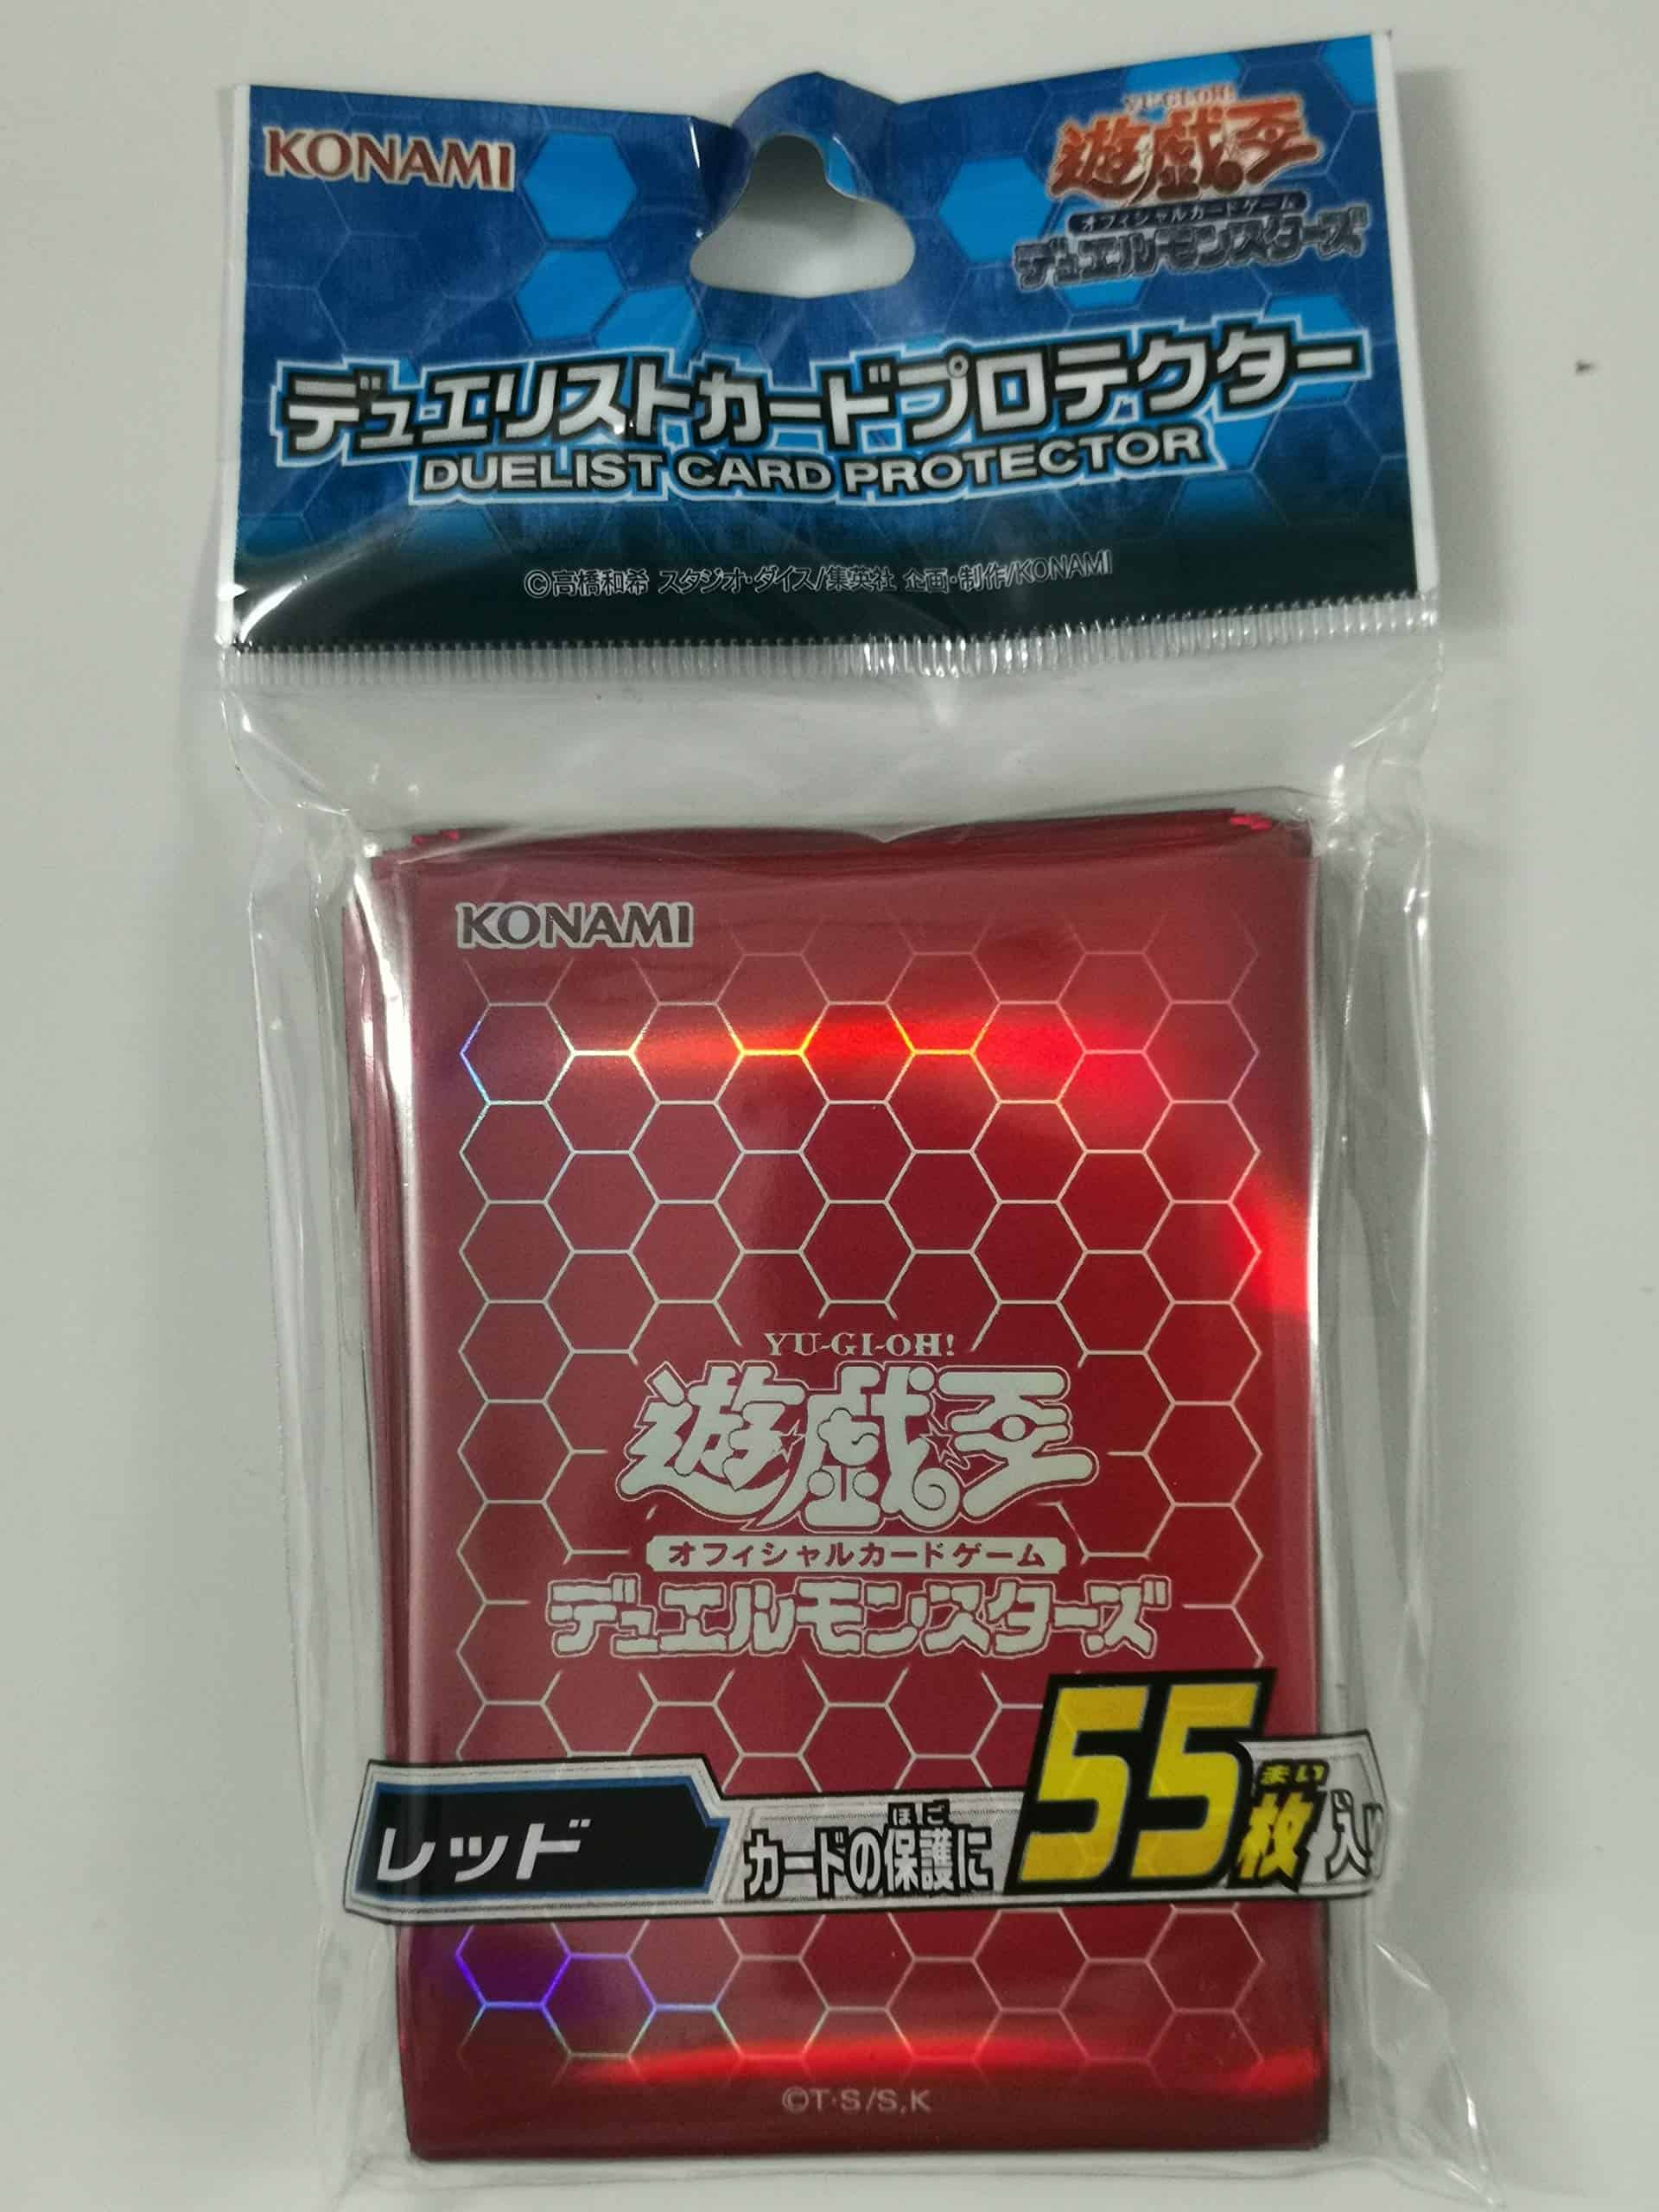 KONAMI
YU-GI-OH!
遊戯王
オフィシャルカードゲーム
デュエルモンスターズ
デュエリストカードプロテクター
DUELIST CARD PROTECTOR
©高橋和希 スタジオ・ダイス/集英社 企画・制作/KONAMI
KONAMI
YU-GI-OH!
遊戯王
オフィシャルカードゲーム
デュエルモンスターズ
レッド
ほご まい
カードの保護に 55枚入り
©T・S/S.K